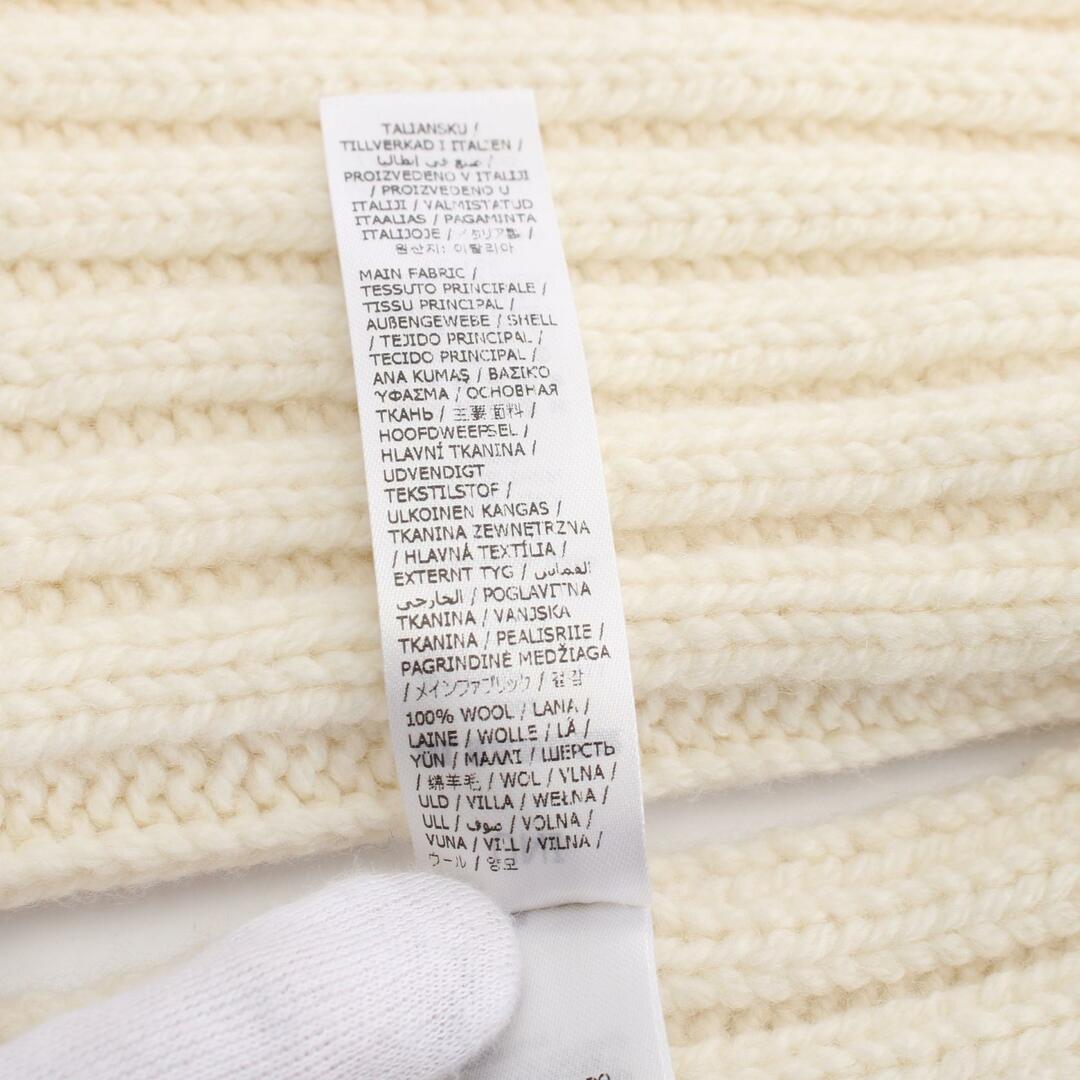 TALIANSKU /
TILLVERKAD I ITALIEN /
صنع في ايطاليا /
PROIZVEDENO V ITALIJI
/ PROIZVEDENO U
ITALIJI / VALMISTATUD
ITAALIAS / PAGAMINTA
ITALIJOJE / イタリア製 /
원산지: 이탈리아
MAIN FABRIC /
TESSUTO PRINCIPALE /
TISSU PRINCIPAL /
AUßENGEWEBE / SHELL
/ TEJIDO PRINCIPAL /
TECIDO PRINCIPAL /
ANA KUMAŞ / ΒΑΣΙΚΟ
ΥΦΑΣΜΑ / ОСНОВНАЯ
ТКАНЬ / 主要面料 /
HOOFDWEEFSEL /
HLAVNÍ TKANINA /
UDVENDIGT
TEKSTILSTOF /
ULKOINEN KANGAS /
TKANINA ZEWNĘTRZNA
/ HLAVNÁ TEXTÍLIA /
EXTERNT TYG / القماش
الخارجي / POGLAVITNA
TKANINA / VANJSKA
TKANINA / PEALISRIIE /
PAGRINDINĖ MEDŽIAGA
/ メインファブリック / 겉감
100% WOOL / LANA /
LAINE / WOLLE / LÃ /
YÜN / ΜΑΛΛΙ / ШЕРСТЬ
/ 绵羊毛 / WOL / VLNA /
ULD / VILLA / WEŁNA /
ULL / صوف / VOLNA /
VUNA / VILL / VILNA /
ウール / 양모